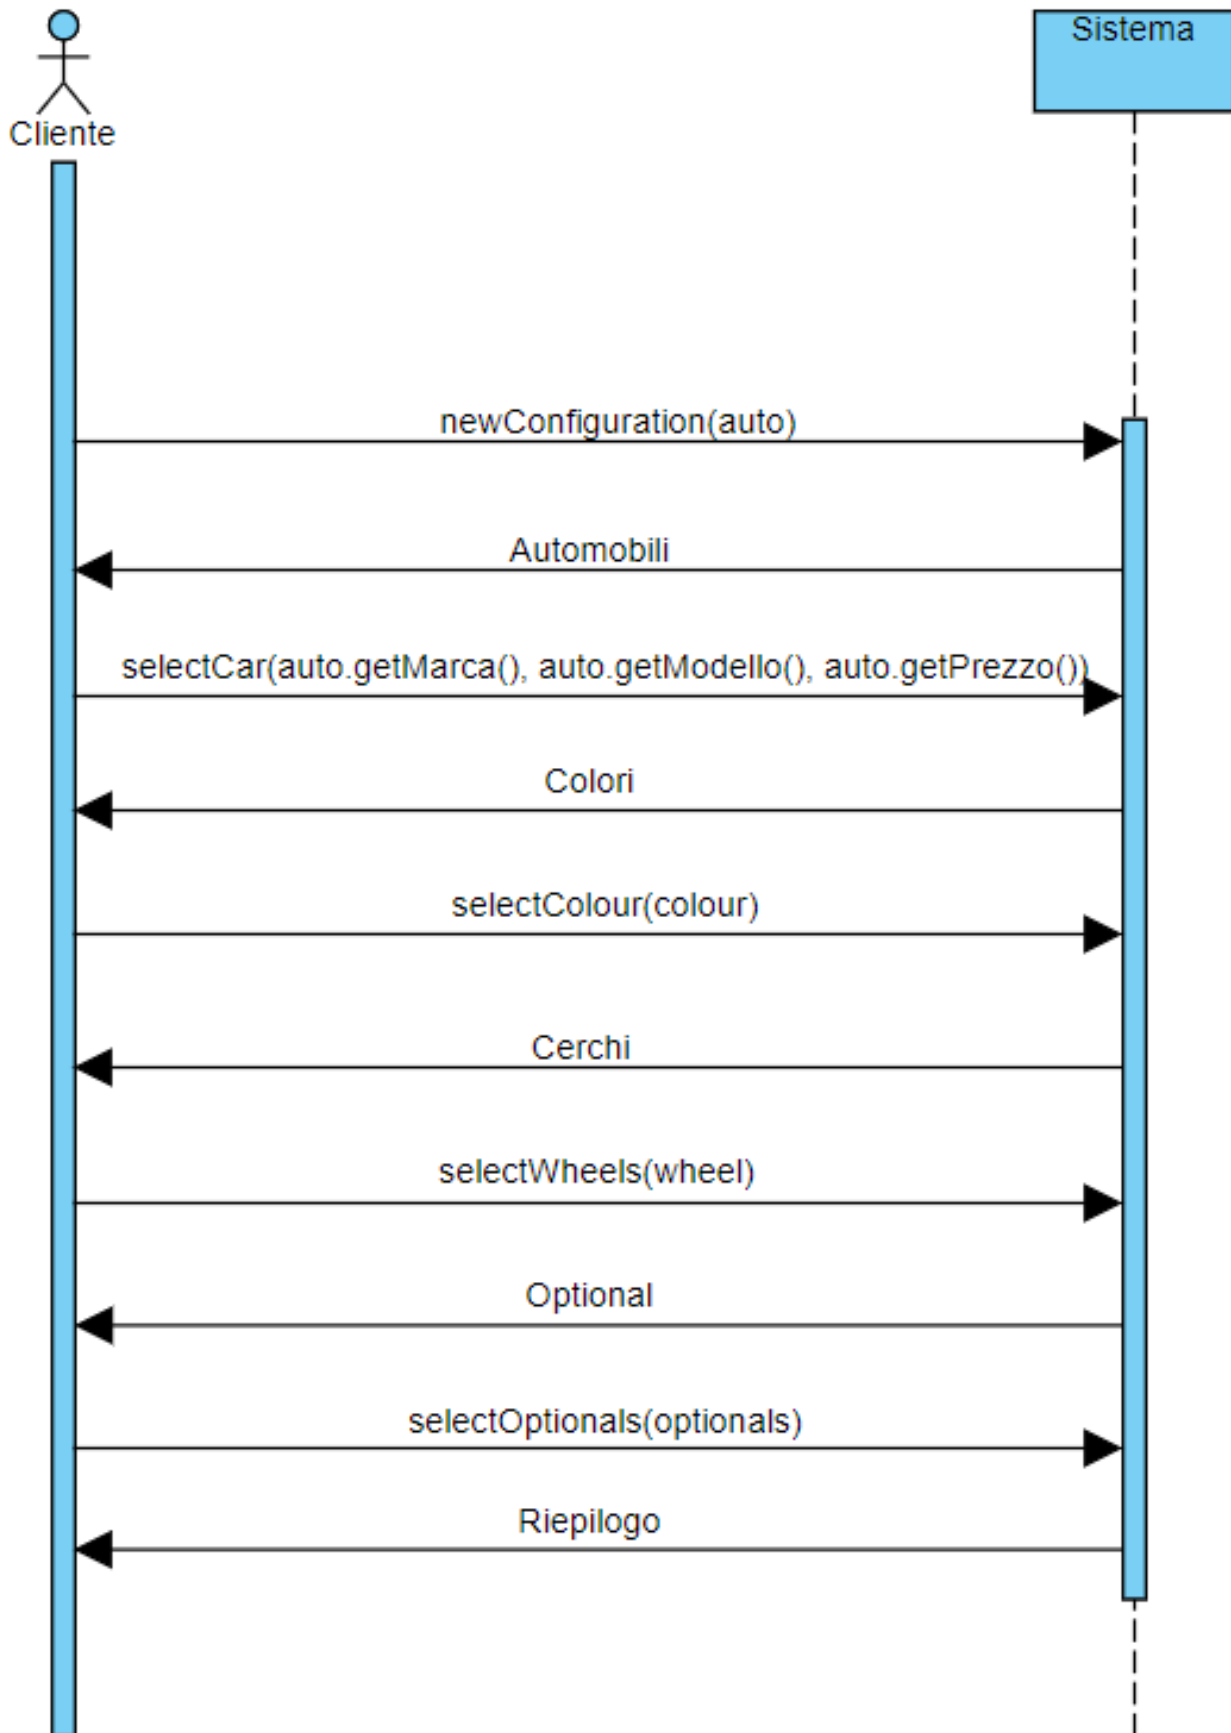 Sistema
Cliente
newConfiguration(auto)
Automobili
selectCar(auto.getMarca(), auto.getModello(), auto.getPrezzo())
Colori
selectColour(colour)
Cerchi
selectWheels(wheel)
Optional
selectOptionals(optionals)
Riepilogo